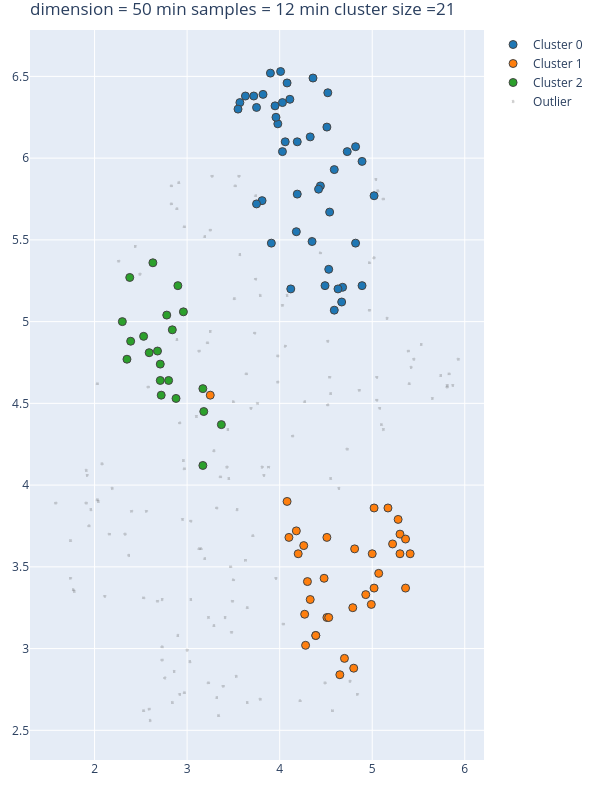 dimension = 50 min samples = 12 min cluster size =21
Cluster 0
Cluster 1
Cluster 2
Outlier
6.5
6
5.5
5
4.5
4
3.5
3
2.5
2 3 4 5 6